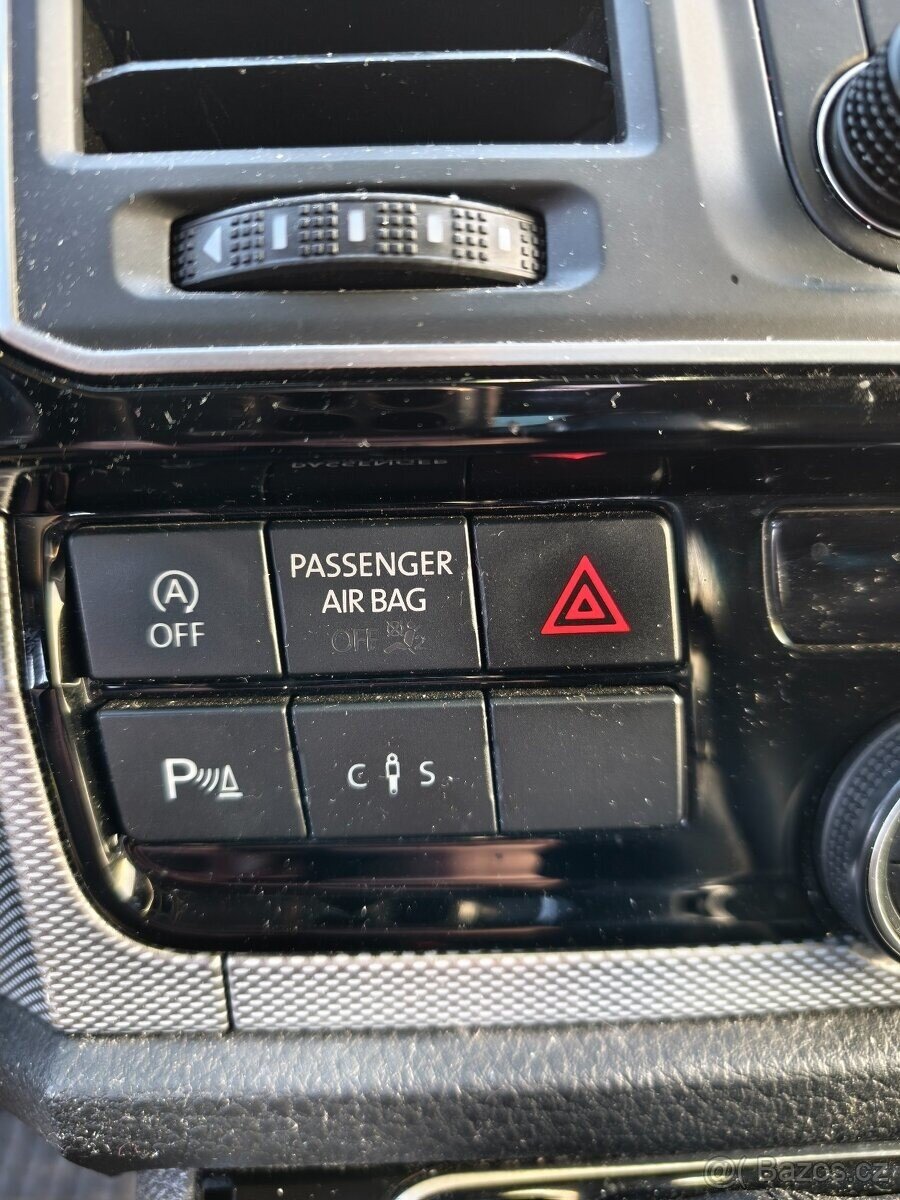 A
OFF
PASSENGER
AIR BAG
OFF
P
C S
@ Bazos.cz